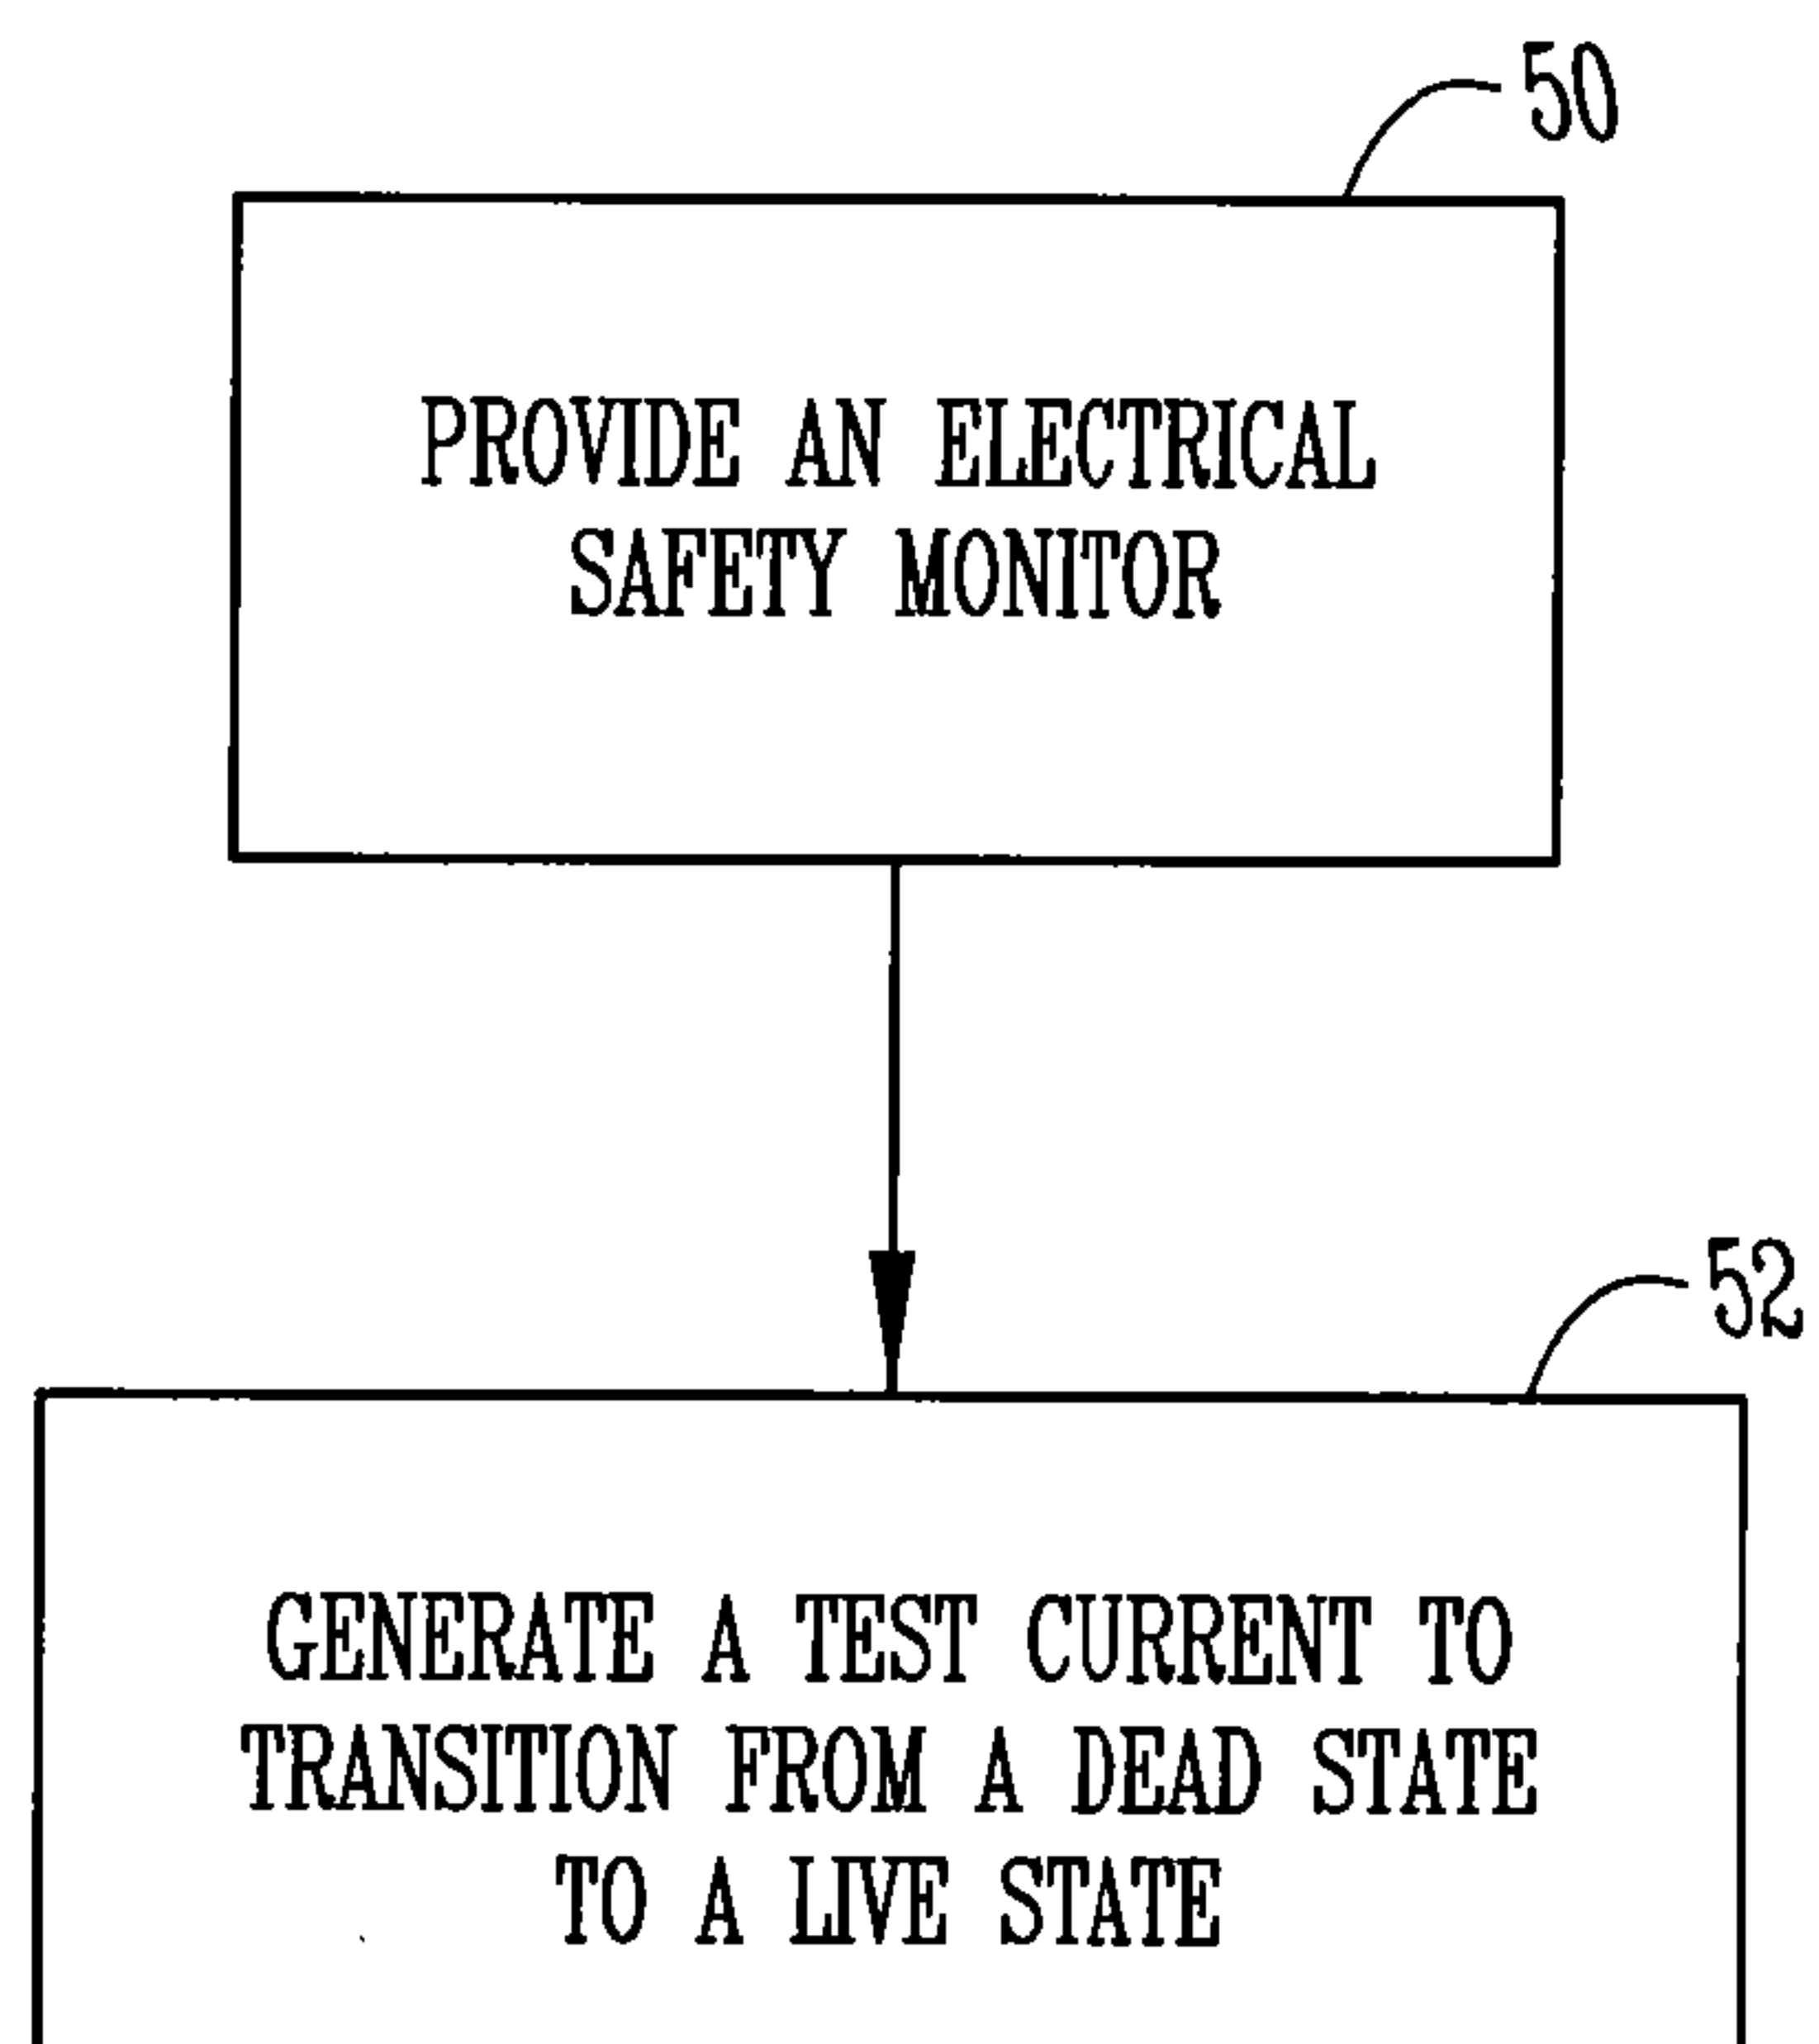 50
PROVIDE AN ELECTRICAL
SAFETY MONITOR
52
GENERATE A TEST CURRENT TO
TRANSITION FROM A DEAD STATE
TO A LIVE STATE